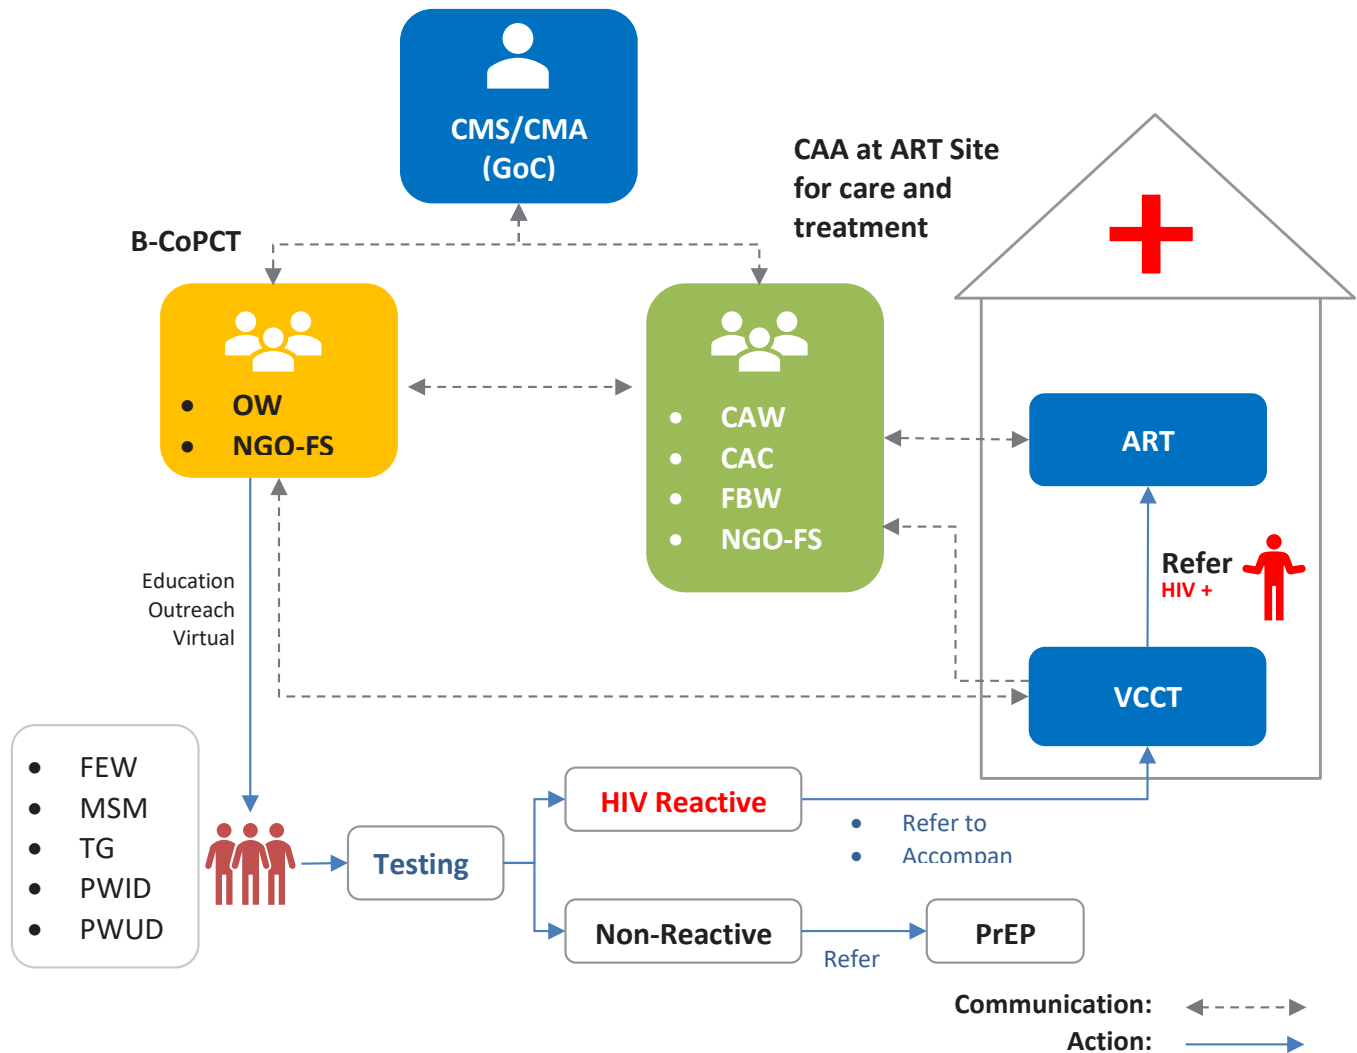 CMS/CMA
(GoC)
CAA at ART Site
for care and
treatment
B-CoPCT
• OW
• NGO-FS
• CAW
• CAC
• FBW
• NGO-FS
ART
Refer
HIV +
VCCT
Education
Outreach
Virtual
• FEW
• MSM
• TG
• PWID
• PWUD
Testing
HIV Reactive
• Refer to
• Accompan
Non-Reactive
Refer
PrEP
Communication:
Action: